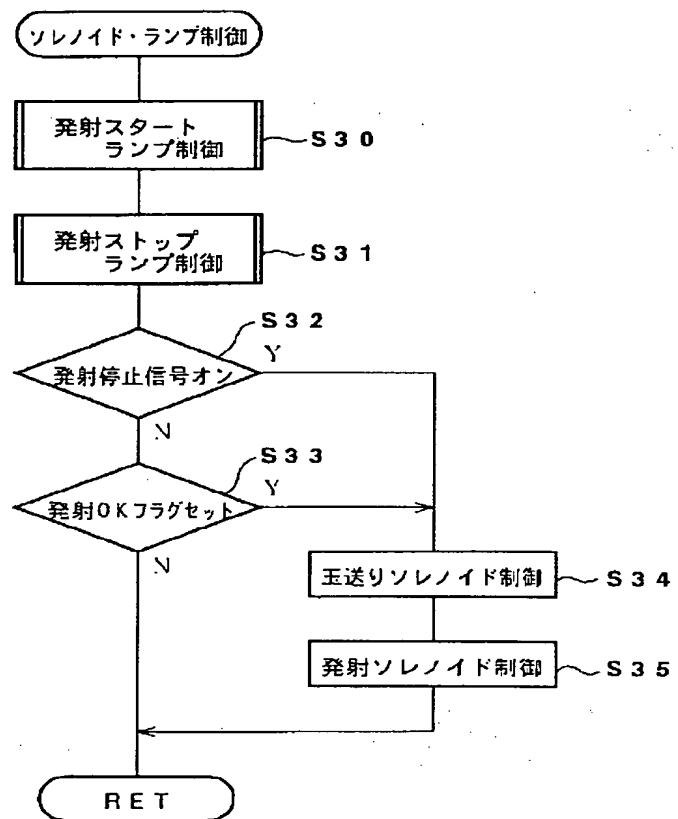 ソレノイド・ランプ制御
発射スタート
ランプ制御
S30
発射ストップ
ランプ制御
S31
S32
発射停止信号オン
Y
N
S33
発射OKフラグセット
Y
N
玉送りソレノイド制御
S34
発射ソレノイド制御
S35
RET